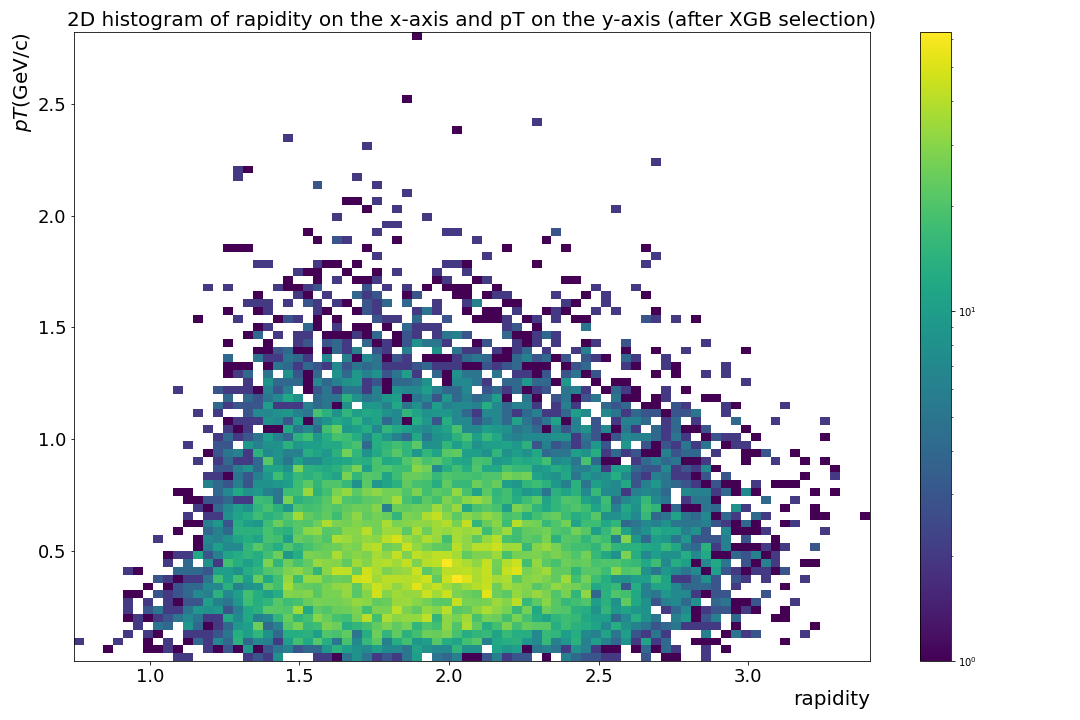 2D histogram of rapidity on the x-axis and pT on the y-axis (after XGB selection)
pT(GeV/c)
2.5
2.0
1.5
1.0
0.5
1.0 1.5 2.0 2.5 3.0
rapidity
10¹
10⁰